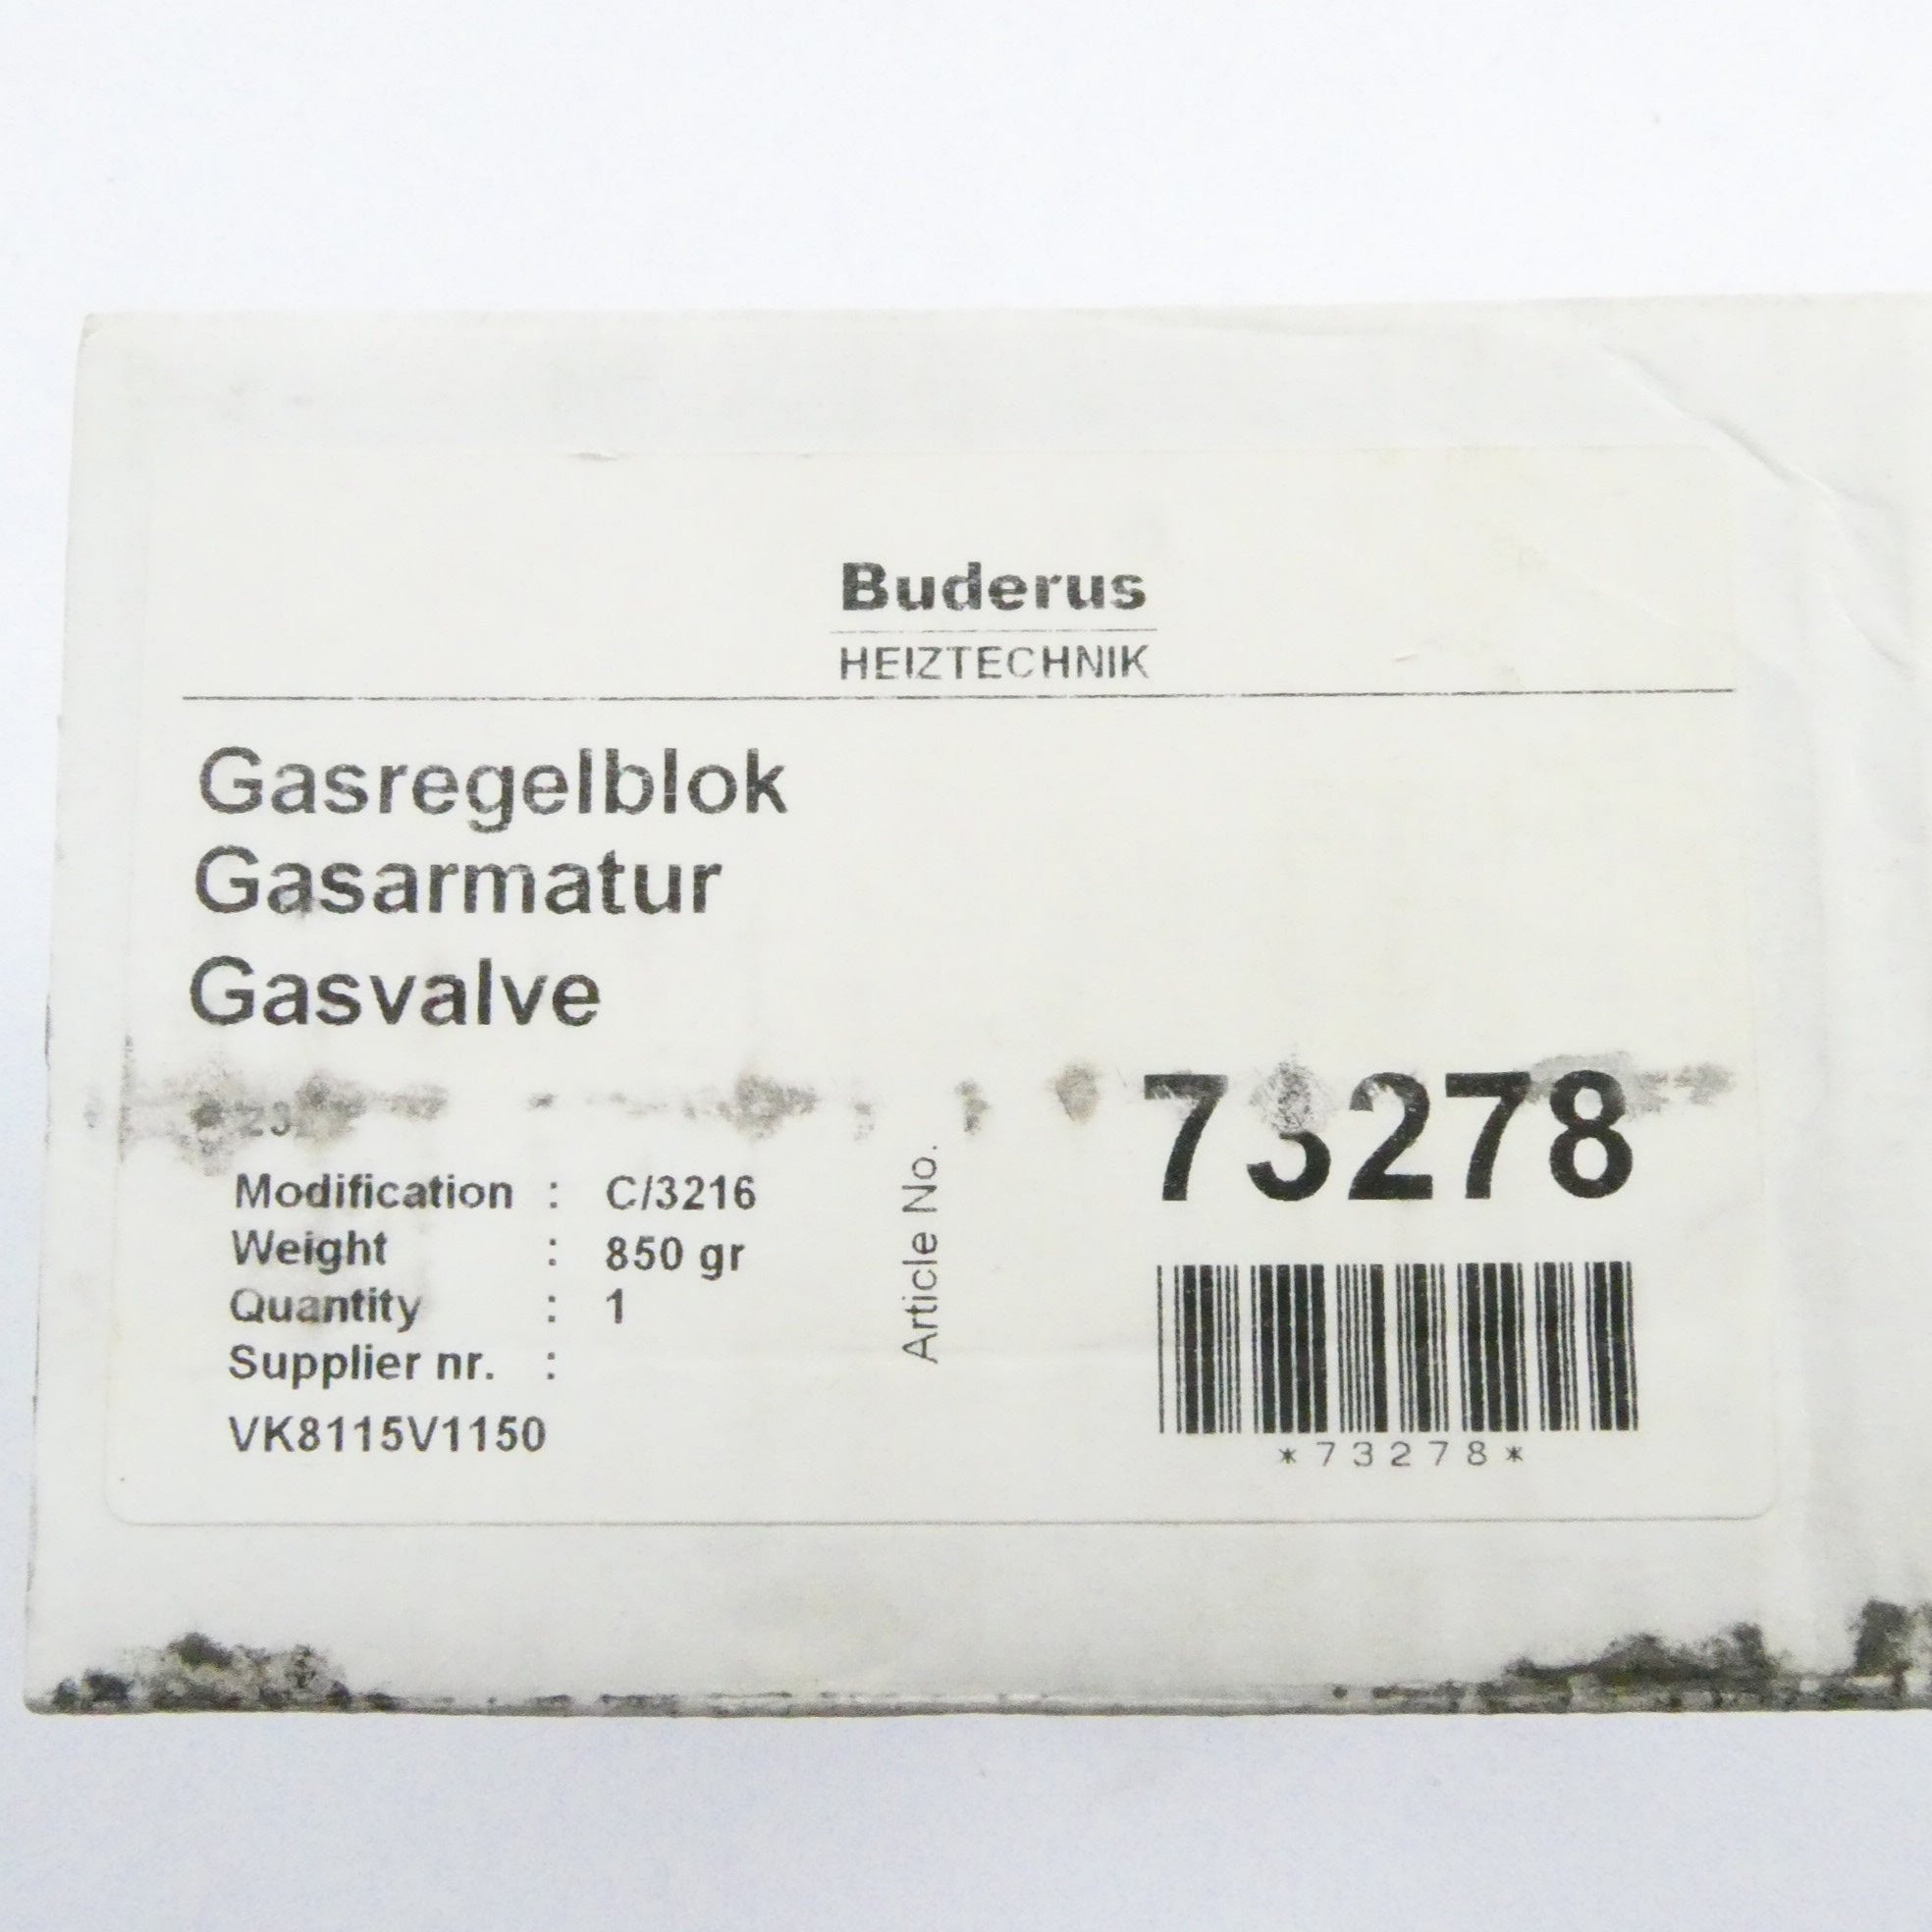 Buderus
HEIZTECHNIK
Gasregelblok
Gasarmatur
Gasvalve
Modification : C/3216
Weight : 850 gr
Quantity : 1
Supplier nr. :
VK8115V1150
Article No.
73278
*73278*